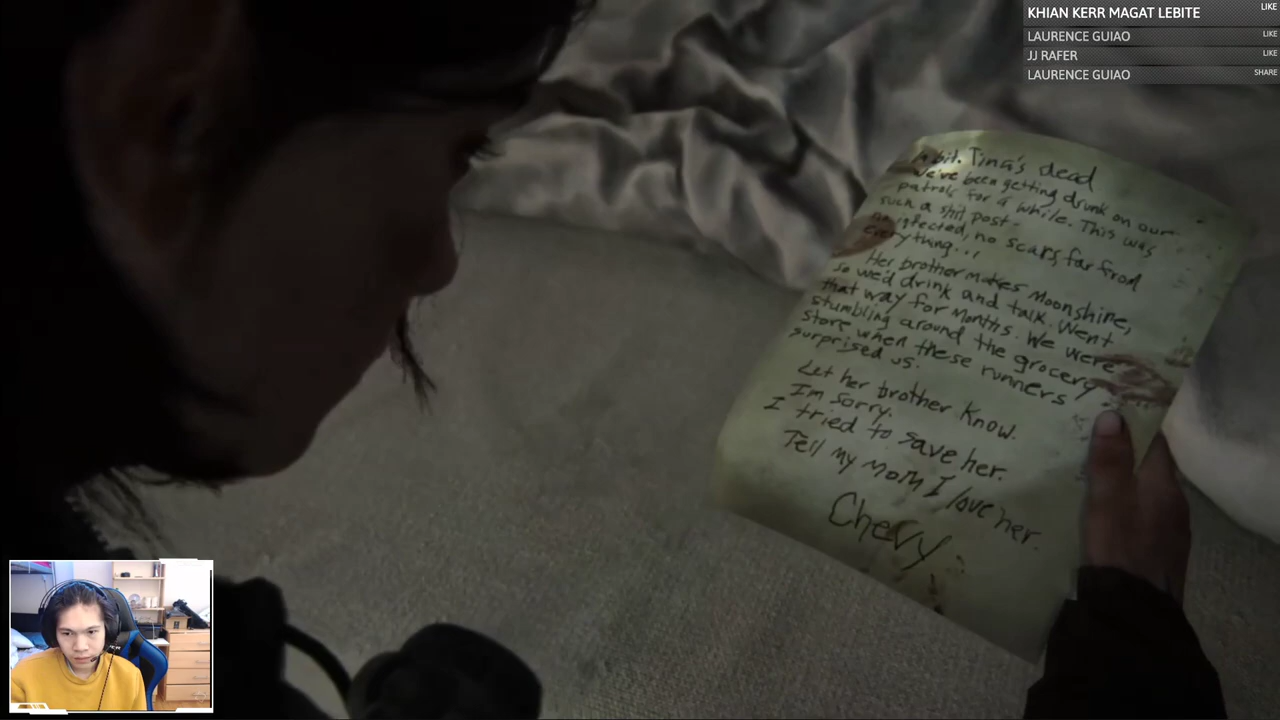 KHIAN KERR MAGAT LEBITE LIKE
LAURENCE GUIAO LIKE
JJ RAFER LIKE
LAURENCE GUIAO SHARE
bit. Tina's dead
we've been getting drunk on our
patrols for a while. This was
such a shit post -
no infected, no scars, far from
everything...
Her brother makes moonshine,
so we'd drink and talk. Went
that way for months. We were
stumbling around the grocery
store when these runners
surprised us.
Let her brother know.
I'm sorry.
I tried to save her.
Tell my Mom I love her.
Chevy